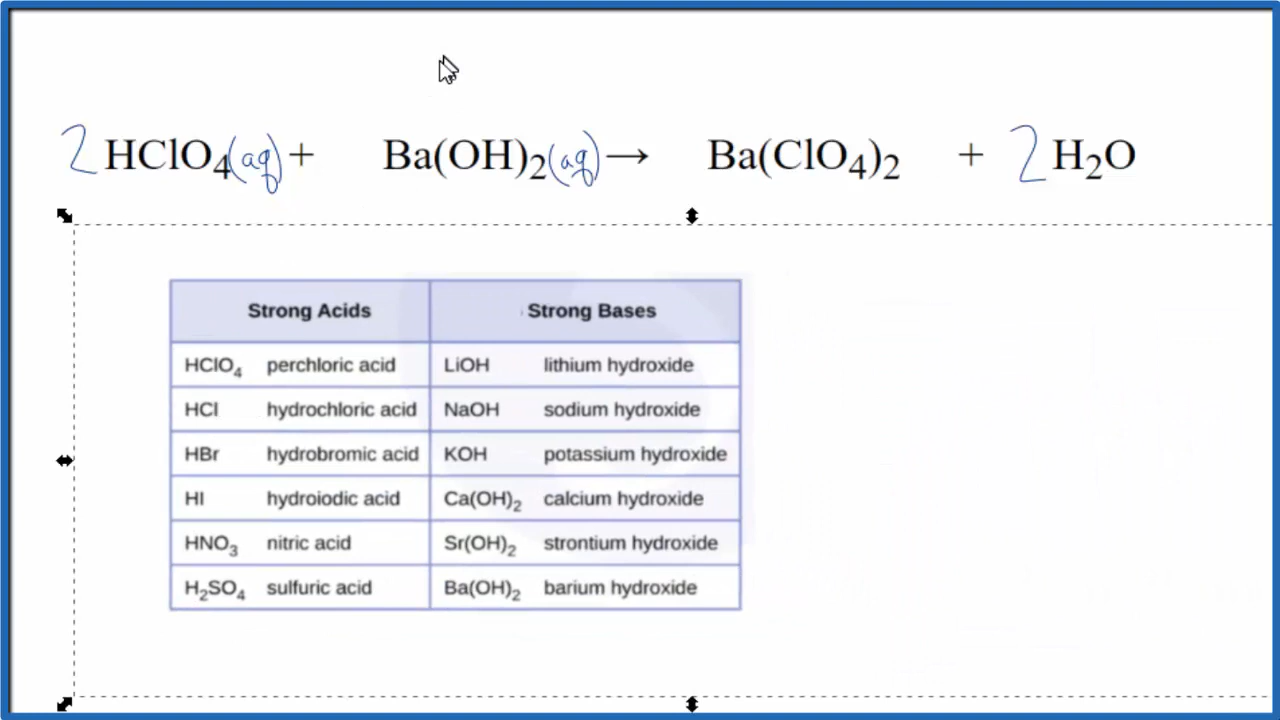 2 HClO₄(aq) + Ba(OH)₂(aq) → Ba(ClO₄)₂ + 2 H₂O
Strong Acids Strong Bases
HClO₄ perchloric acid LiOH lithium hydroxide
HCl hydrochloric acid NaOH sodium hydroxide
HBr hydrobromic acid KOH potassium hydroxide
HI hydroiodic acid Ca(OH)₂ calcium hydroxide
HNO₃ nitric acid Sr(OH)₂ strontium hydroxide
H₂SO₄ sulfuric acid Ba(OH)₂ barium hydroxide